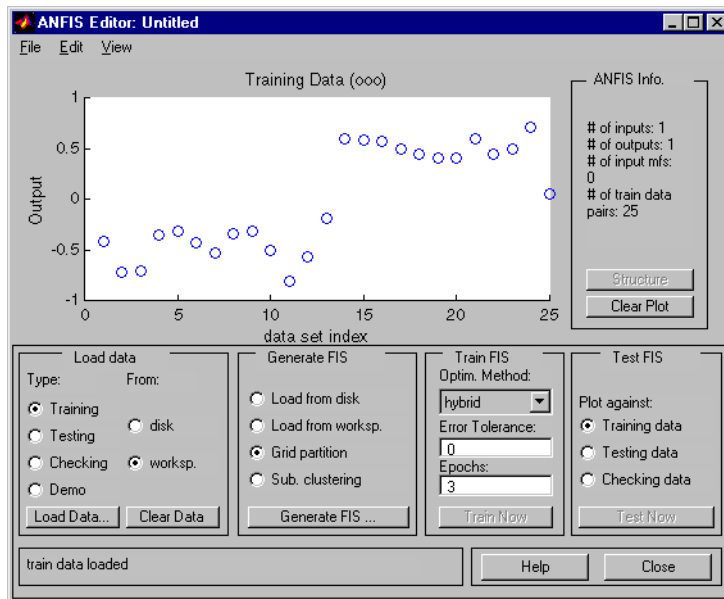 ANFIS Editor: Untitled
File Edit View
Training Data (ooo)
1
0.5
0
-0.5
-1
Output
0 5 10 15 20 25
data set index
ANFIS Info.
# of inputs: 1
# of outputs: 1
# of input mfs:
0
# of train data
pairs: 25
Structure
Clear Plot
Load data
Type: From:
Training
Testing
Checking
Demo
disk
worksp.
Load Data... Clear Data
Generate FIS
Load from disk
Load from worksp.
Grid partition
Sub. clustering
Generate FIS ...
Train FIS
Optim. Method:
hybrid
Error Tolerance:
0
Epochs:
3
Train Now
Test FIS
Plot against:
Training data
Testing data
Checking data
Test Now
train data loaded
Help Close